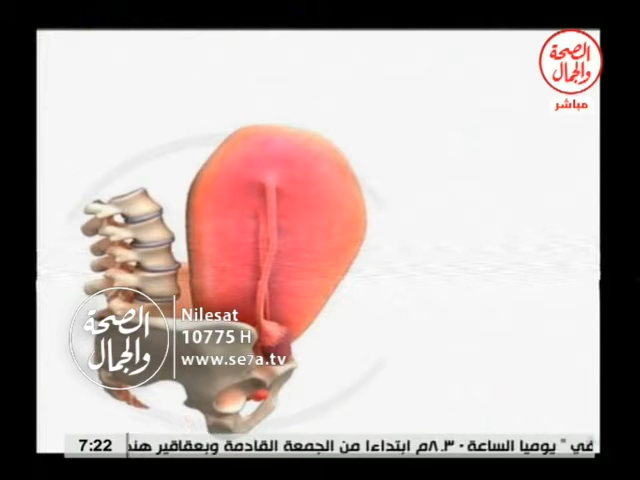 الصحة
والجمال
مباشر
الصحة
والجمال
Nilesat
10775 H
www.se7a.tv
7:22
في " يوميا الساعة ٨.٣٠م ابتداءا من الجمعة القادمة وبعقاقير